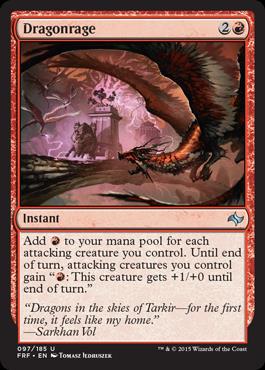 Dragonrage 2
Instant
Add to your mana pool for each
attacking creature you control. Until end
of turn, attacking creatures you control
gain “: This creature gets +1/+0 until
end of turn.”
“Dragons in the skies of Tarkir—for the first
time, it feels like my home.”
—Sarkhan Vol
097/185 U
FRF • EN Tomasz Jedruszek
™ & © 2015 Wizards of the Coast